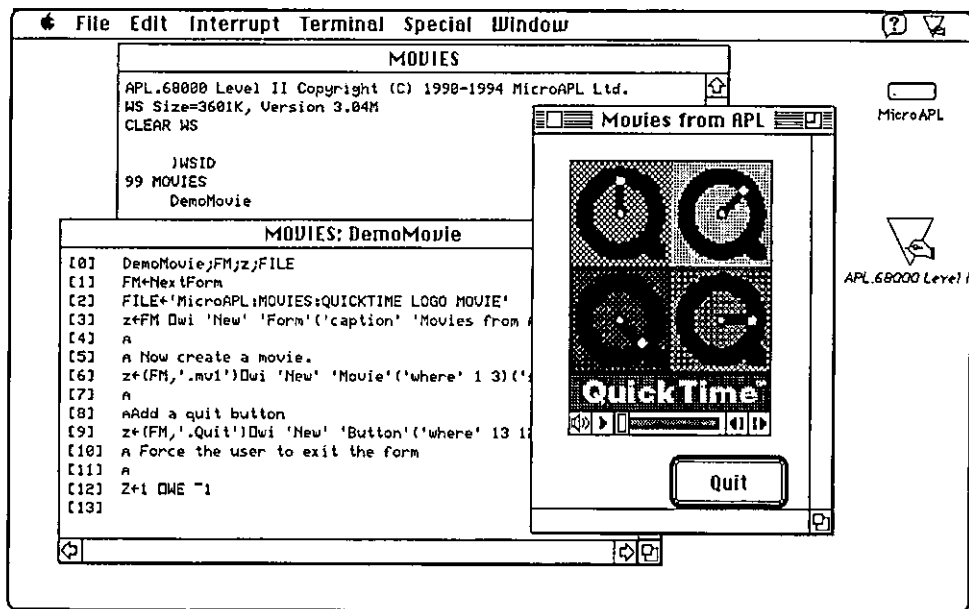 File Edit Interrupt Terminal Special Window
MOVIES
APL.68000 Level II Copyright (C) 1990-1994 MicroAPL Ltd.
WS Size=3601K, Version 3.04M
CLEAR WS
)WSID
99 MOVIES
DemoMovie
MOVIES: DemoMovie
[0] DemoMovie;FM;z;FILE
[1] FM←NextForm
[2] FILE←'MicroAPL:MOVIES:QUICKTIME LOGO MOVIE'
[3] z←FM ⎕wi 'New' 'Form'('caption' 'Movies from
[4] ⍝
[5] ⍝ Now create a movie.
[6] z←(FM,'.mv1')⎕wi 'New' 'Movie'('where' 1 3)('
[7] ⍝
[8] ⍝Add a quit button
[9] z←(FM,'.Quit')⎕wi 'New' 'Button'('where' 13
[10] ⍝ Force the user to exit the form
[11] ⍝
[12] Z←1 ⎕WE ¯1
[13]
Movies from APL
QuickTime™
Quit
MicroAPL
APL.68000 Level